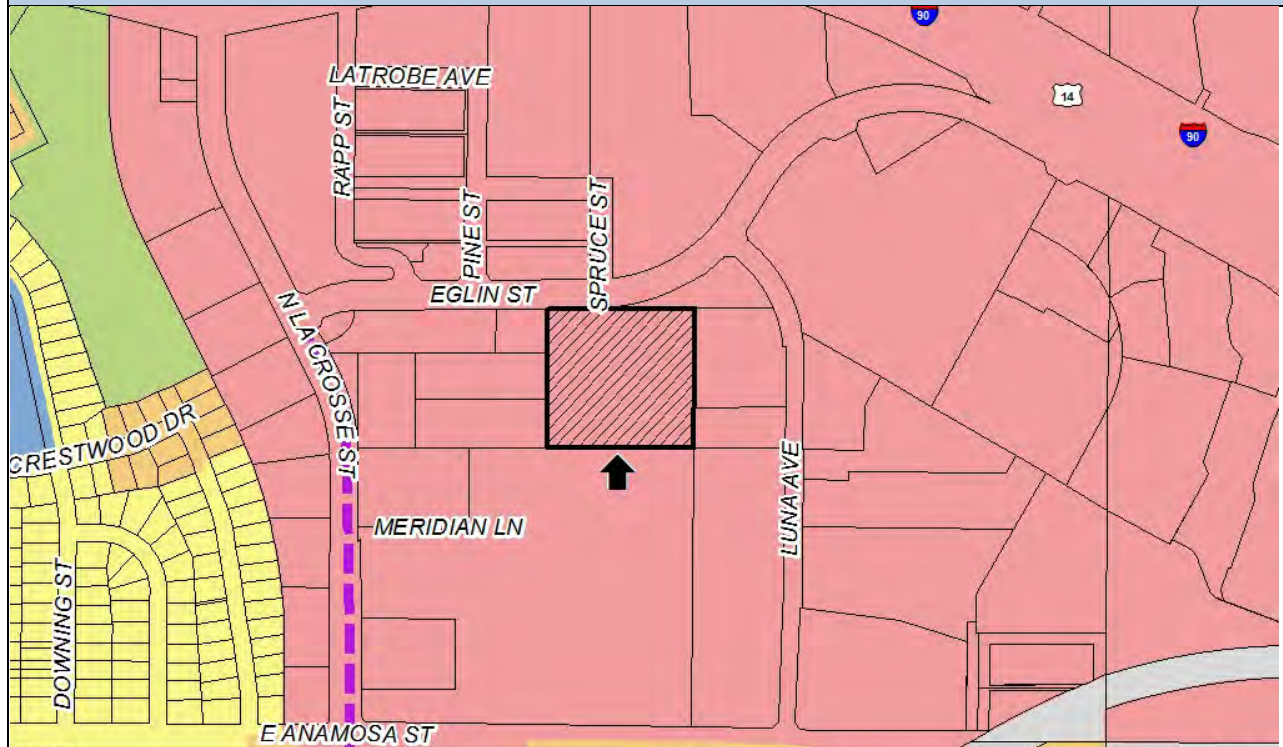 90
LATROBE AVE
14
90
RAPP ST
PINE ST
SPRUCE ST
EGLIN ST
N LA CROSSE ST
CRESTWOOD DR
MERIDIAN LN
LUNA AVE
DOWNING ST
E ANAMOSA ST